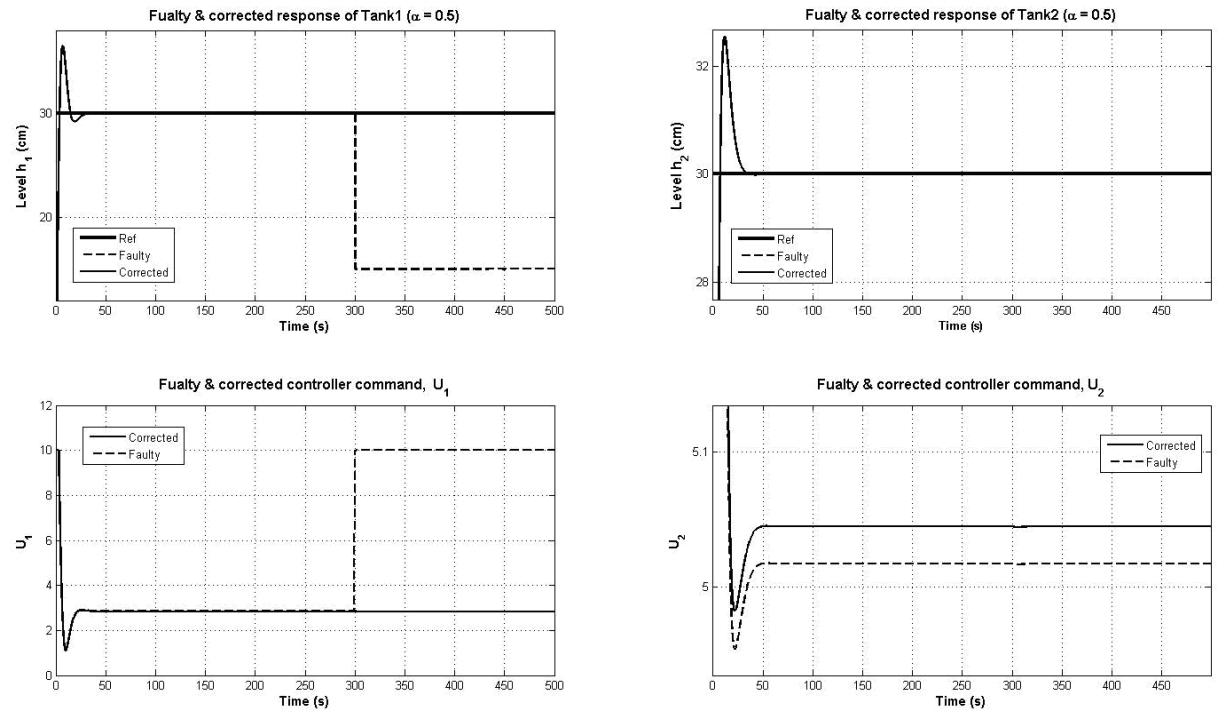 Fualty & corrected response of Tank1 (α = 0.5)
Level h1 (cm)
30
20
Ref
Faulty
Corrected
0 50 100 150 200 250 300 350 400 450 500
Time (s)
Fualty & corrected response of Tank2 (α = 0.5)
Level h2 (cm)
32
30
28
Ref
Faulty
Corrected
0 50 100 150 200 250 300 350 400 450
Time (s)
Fualty & corrected controller command, U1
U1
12
10
8
6
4
2
0
Corrected
Faulty
0 50 100 150 200 250 300 350 400 450 500
Time (s)
Fualty & corrected controller command, U2
U2
5.1
5
Corrected
Faulty
0 50 100 150 200 250 300 350 400 450
Time (s)